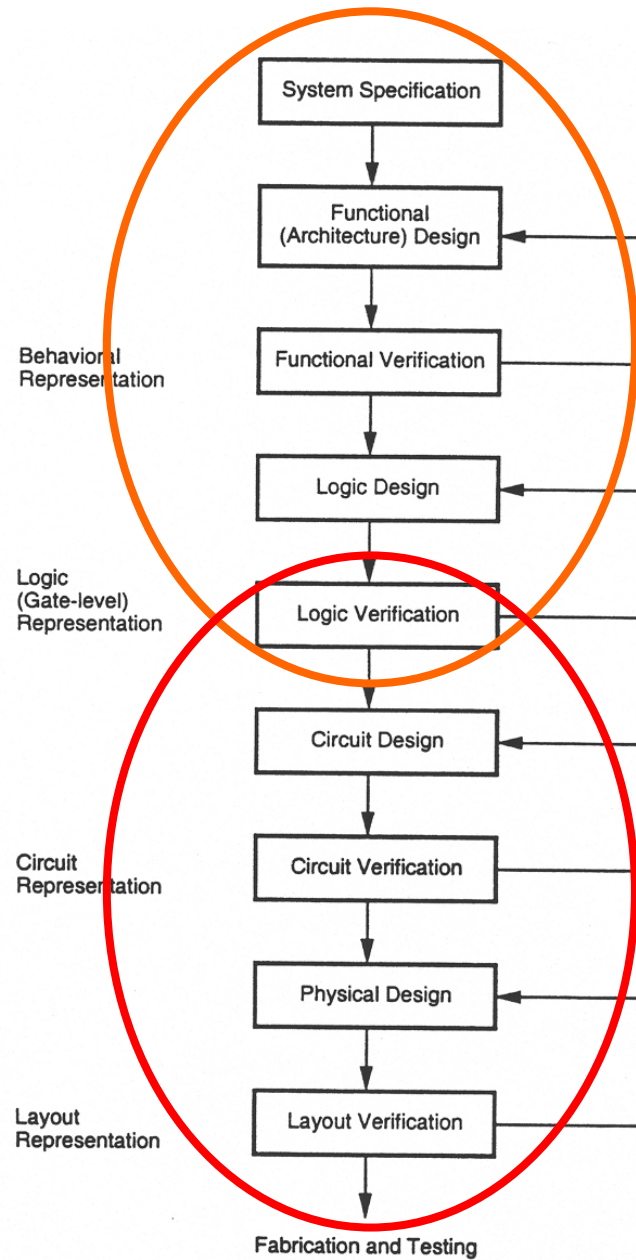 System Specification
Functional
(Architecture) Design
Behavioral
Representation
Functional Verification
Logic Design
Logic
(Gate-level)
Representation
Logic Verification
Circuit Design
Circuit
Representation
Circuit Verification
Physical Design
Layout
Representation
Layout Verification
Fabrication and Testing